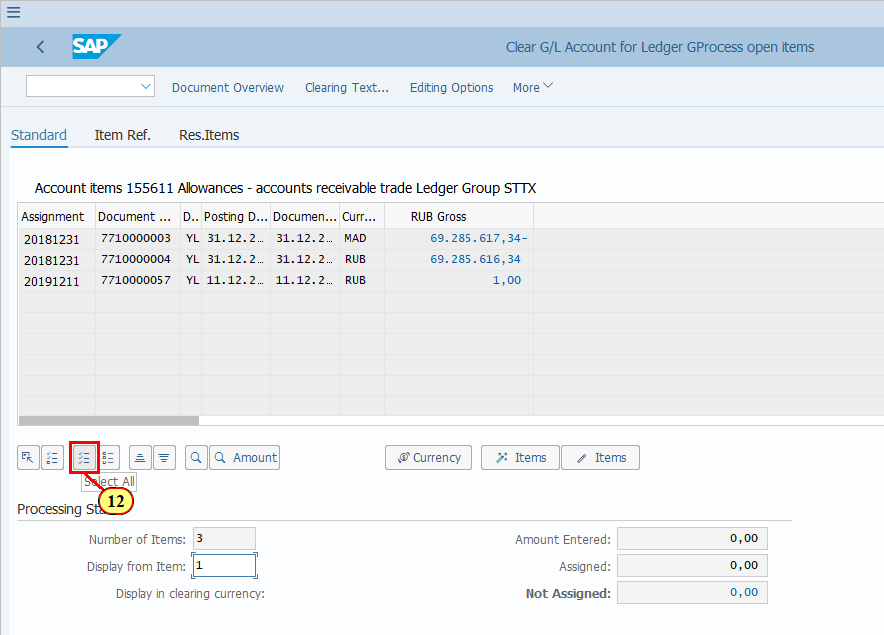 SAP
Clear G/L Account for Ledger GProcess open items
Document Overview Clearing Text... Editing Options More
Standard Item Ref. Res.Items
Account items 155611 Allowances - accounts receivable trade Ledger Group STTX
Assignment Document ... D.. Posting D... Documen... Curr... RUB Gross
20181231 7710000003 YL 31.12.2... 31.12.2... MAD 69.285.617,34-
20181231 7710000004 YL 31.12.2... 31.12.2... RUB 69.285.616,34
20191211 7710000057 YL 11.12.2... 11.12.2... RUB 1,00
Amount Currency Items Items
Select All
12
Processing Sta
Number of Items: 3 Amount Entered: 0,00
Display from Item: 1 Assigned: 0,00
Display in clearing currency: Not Assigned: 0,00